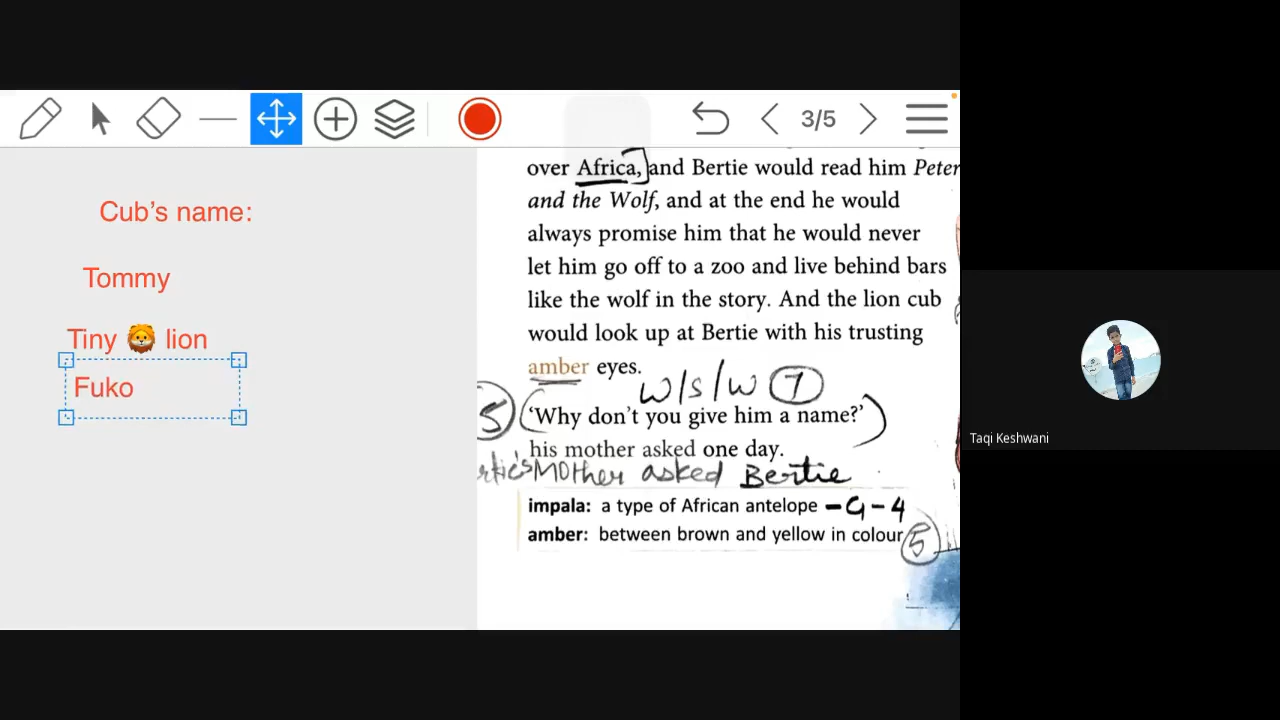 3/5
Cub's name:
Tommy
Tiny 🦁 lion
Fuko
over Africa, and Bertie would read him Peter
and the Wolf, and at the end he would
always promise him that he would never
let him go off to a zoo and live behind bars
like the wolf in the story. And the lion cub
would look up at Bertie with his trusting
amber eyes.
W/S/W 7
5 ('Why don't you give him a name?')
his mother asked one day.
Mother asked Bertie
impala: a type of African antelope -G-4
amber: between brown and yellow in colour 5
Taqi Keshwani